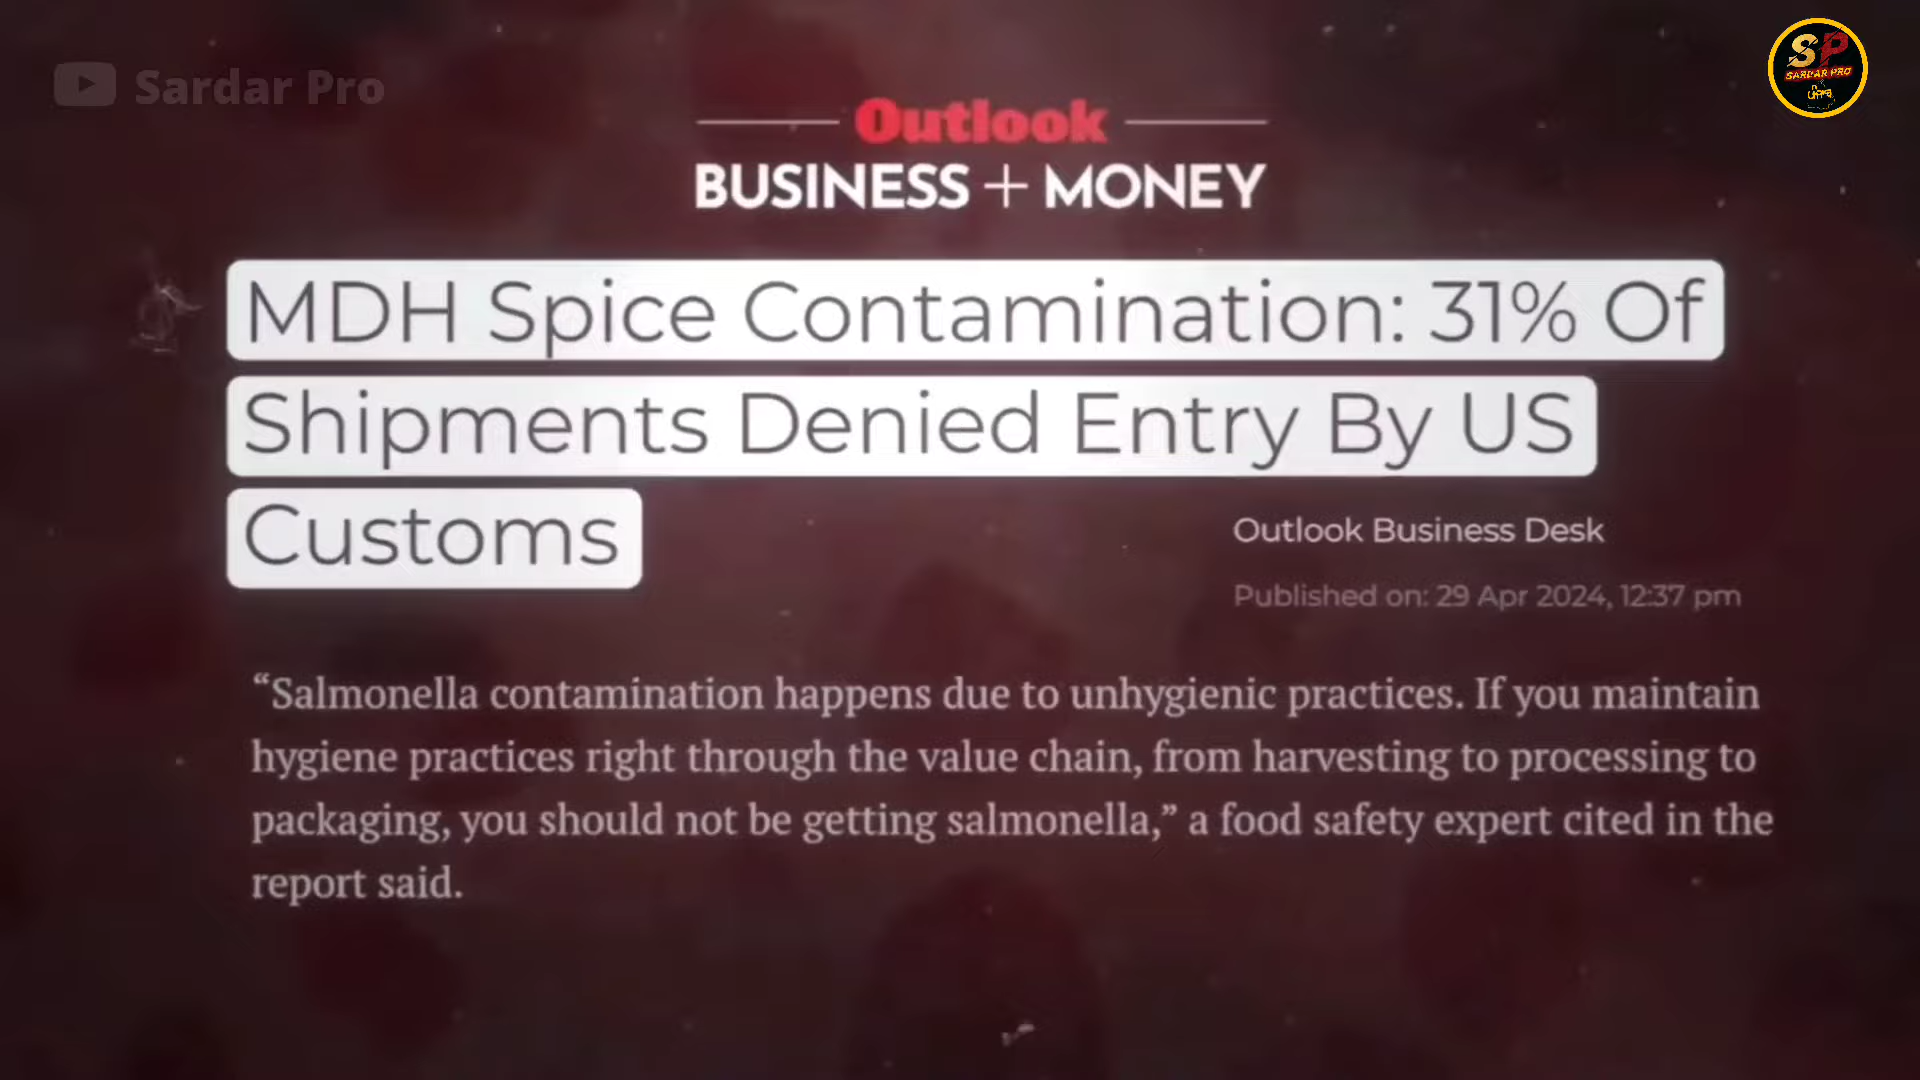 Sardar Pro
SP
SARDAR PRO
Outlook
BUSINESS + MONEY
MDH Spice Contamination: 31% Of
Shipments Denied Entry By US
Customs
Outlook Business Desk
Published on: 29 Apr 2024, 12:37 pm
“Salmonella contamination happens due to unhygienic practices. If you maintain
hygiene practices right through the value chain, from harvesting to processing to
packaging, you should not be getting salmonella,” a food safety expert cited in the
report said.